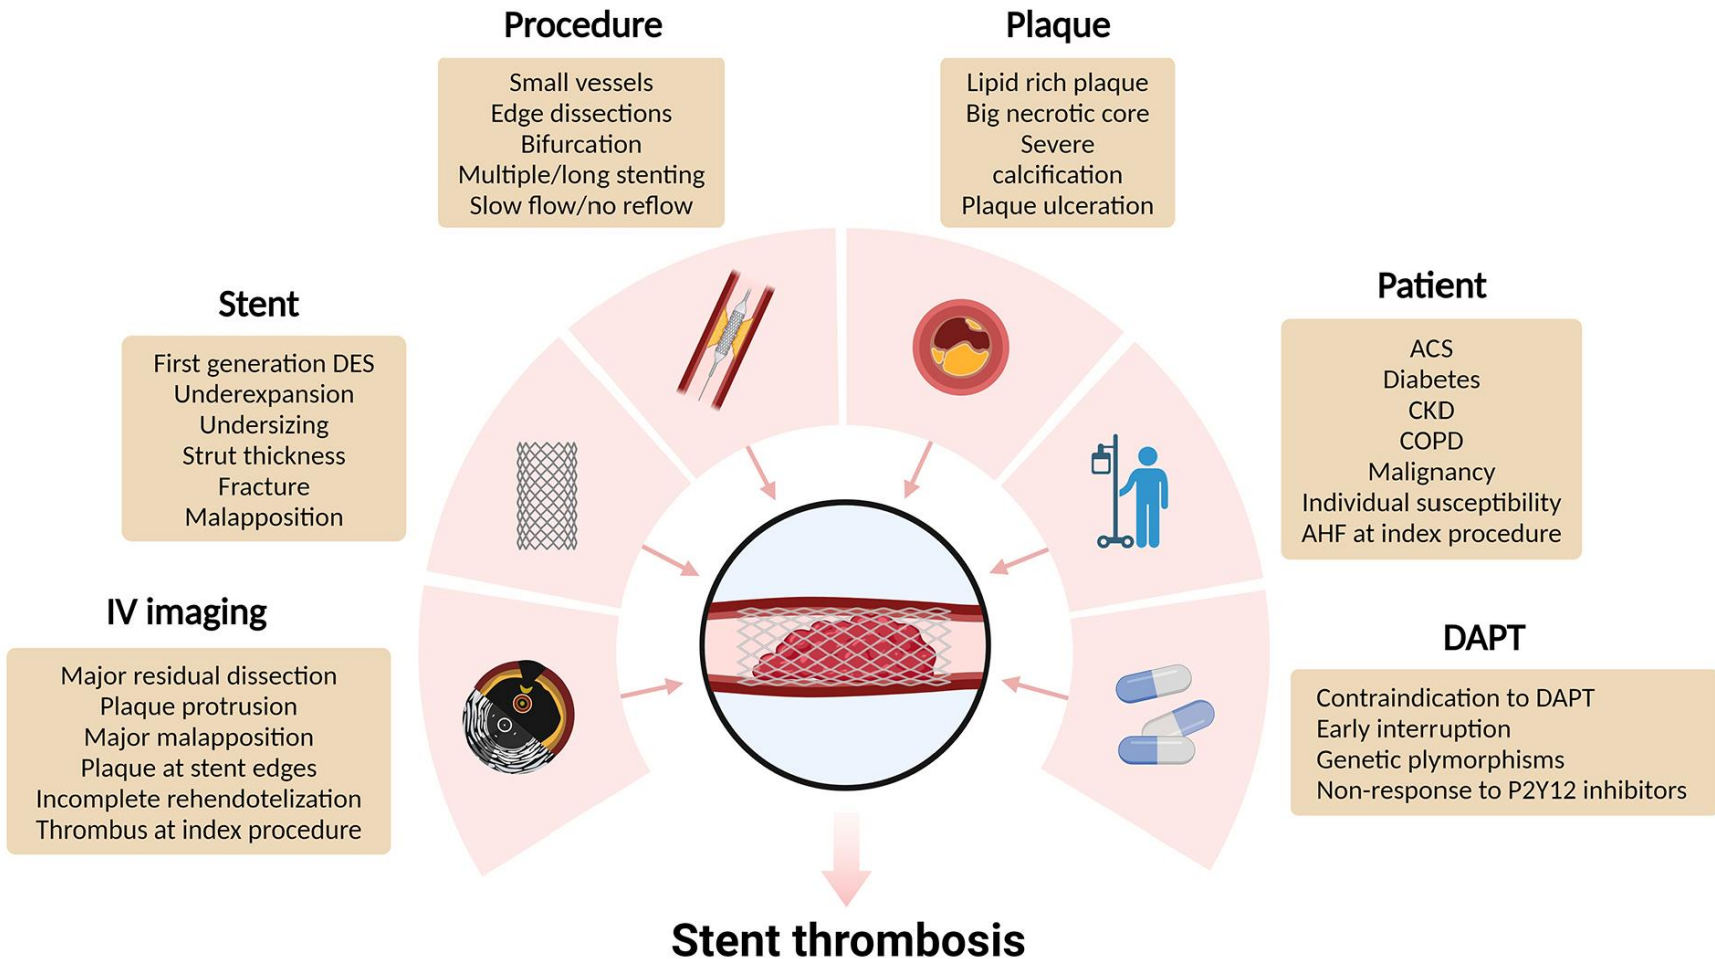 Procedure
Small vessels
Edge dissections
Bifurcation
Multiple/long stenting
Slow flow/no reflow
Plaque
Lipid rich plaque
Big necrotic core
Severe
calcification
Plaque ulceration
Stent
First generation DES
Underexpansion
Undersizing
Strut thickness
Fracture
Malapposition
Patient
ACS
Diabetes
CKD
COPD
Malignancy
Individual susceptibility
AHF at index procedure
IV imaging
Major residual dissection
Plaque protrusion
Major malapposition
Plaque at stent edges
Incomplete rehendotelization
Thrombus at index procedure
DAPT
Contraindication to DAPT
Early interruption
Genetic plymorphisms
Non-response to P2Y12 inhibitors
Stent thrombosis